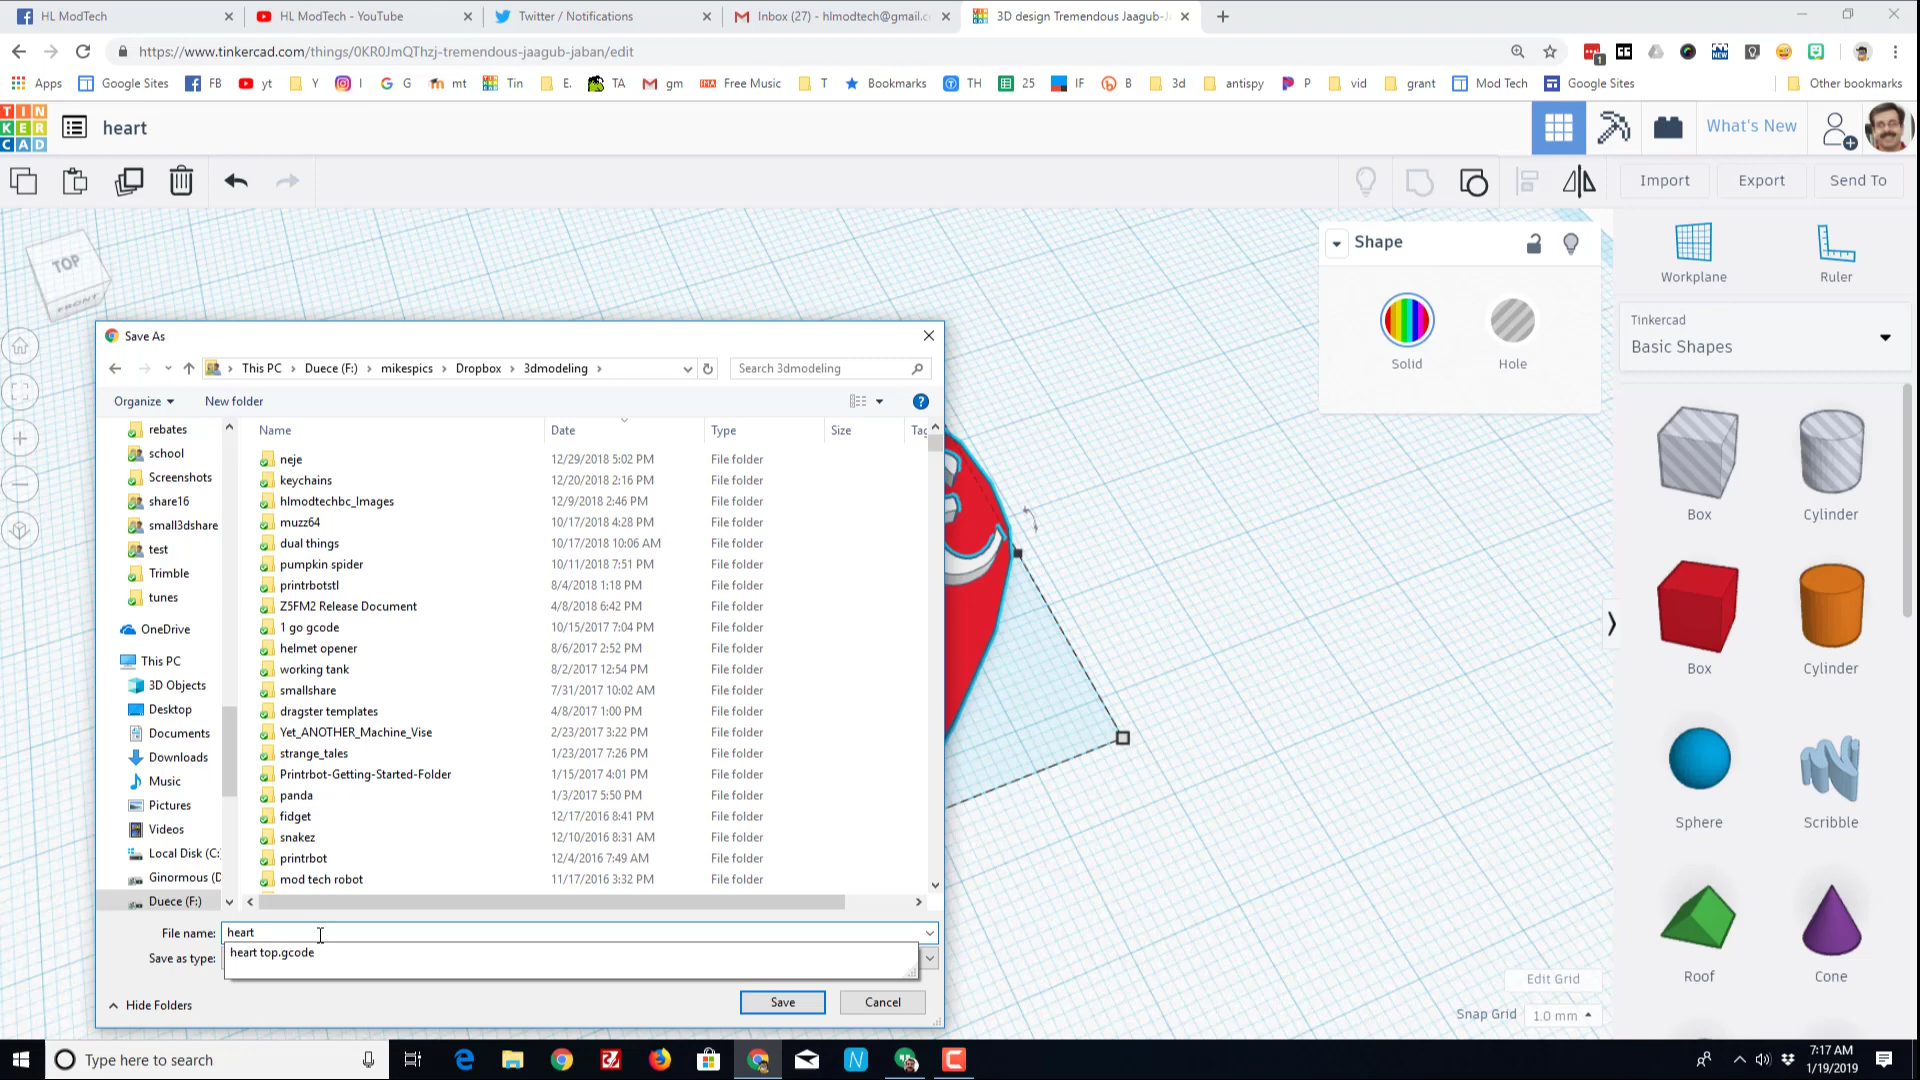 HL ModTech
HL ModTech - YouTube
Twitter / Notifications
Inbox (27) - hlmodtech@gmail.c
3D design Tremendous Jaagub-J
https://www.tinkercad.com/things/0KR0JmQThzj-tremendous-jaagub-jaban/edit
Apps Google Sites FB yt Y I G mt Tin E. TA gm Free Music T Bookmarks TH 25 IF B 3d antispy P vid grant Mod Tech Google Sites Other bookmarks
TIN
KER
CAD
heart
What's New
Import
Export
Send To
TOP
FRONT
Shape
Solid
Hole
Workplane
Ruler
Tinkercad
Basic Shapes
Box
Cylinder
Box
Cylinder
Sphere
Scribble
Roof
Cone
Edit Grid
Snap Grid 1.0 mm
Save As
This PC Duece (F:) mikespics Dropbox 3dmodeling
Search 3dmodeling
Organize
New folder
rebates
school
Screenshots
share16
small3dshare
test
Trimble
tunes
OneDrive
This PC
3D Objects
Desktop
Documents
Downloads
Music
Pictures
Videos
Local Disk (C:
Ginormous (D
Duece (F:)
Name Date Type Size Tag
neje 12/29/2018 5:02 PM File folder
keychains 12/20/2018 2:16 PM File folder
hlmodtechbc_Images 12/9/2018 2:46 PM File folder
muzz64 10/17/2018 4:28 PM File folder
dual things 10/17/2018 10:06 AM File folder
pumpkin spider 10/11/2018 7:51 PM File folder
printrbotstl 8/4/2018 1:18 PM File folder
Z5FM2 Release Document 4/8/2018 6:42 PM File folder
1 go gcode 10/15/2017 7:04 PM File folder
helmet opener 8/6/2017 2:52 PM File folder
working tank 8/2/2017 12:54 PM File folder
smallshare 7/31/2017 10:02 AM File folder
dragster templates 4/8/2017 1:00 PM File folder
Yet_ANOTHER_Machine_Vise 2/23/2017 3:22 PM File folder
strange_tales 1/23/2017 7:26 PM File folder
Printrbot-Getting-Started-Folder 1/15/2017 4:01 PM File folder
panda 1/3/2017 5:50 PM File folder
fidget 12/17/2016 8:41 PM File folder
snakez 12/10/2016 8:31 AM File folder
printrbot 12/4/2016 7:49 AM File folder
mod tech robot 11/17/2016 3:32 PM File folder
File name: heart
heart top.gcode
Save as type:
Hide Folders
Save
Cancel
Type here to search
7:17 AM
1/19/2019